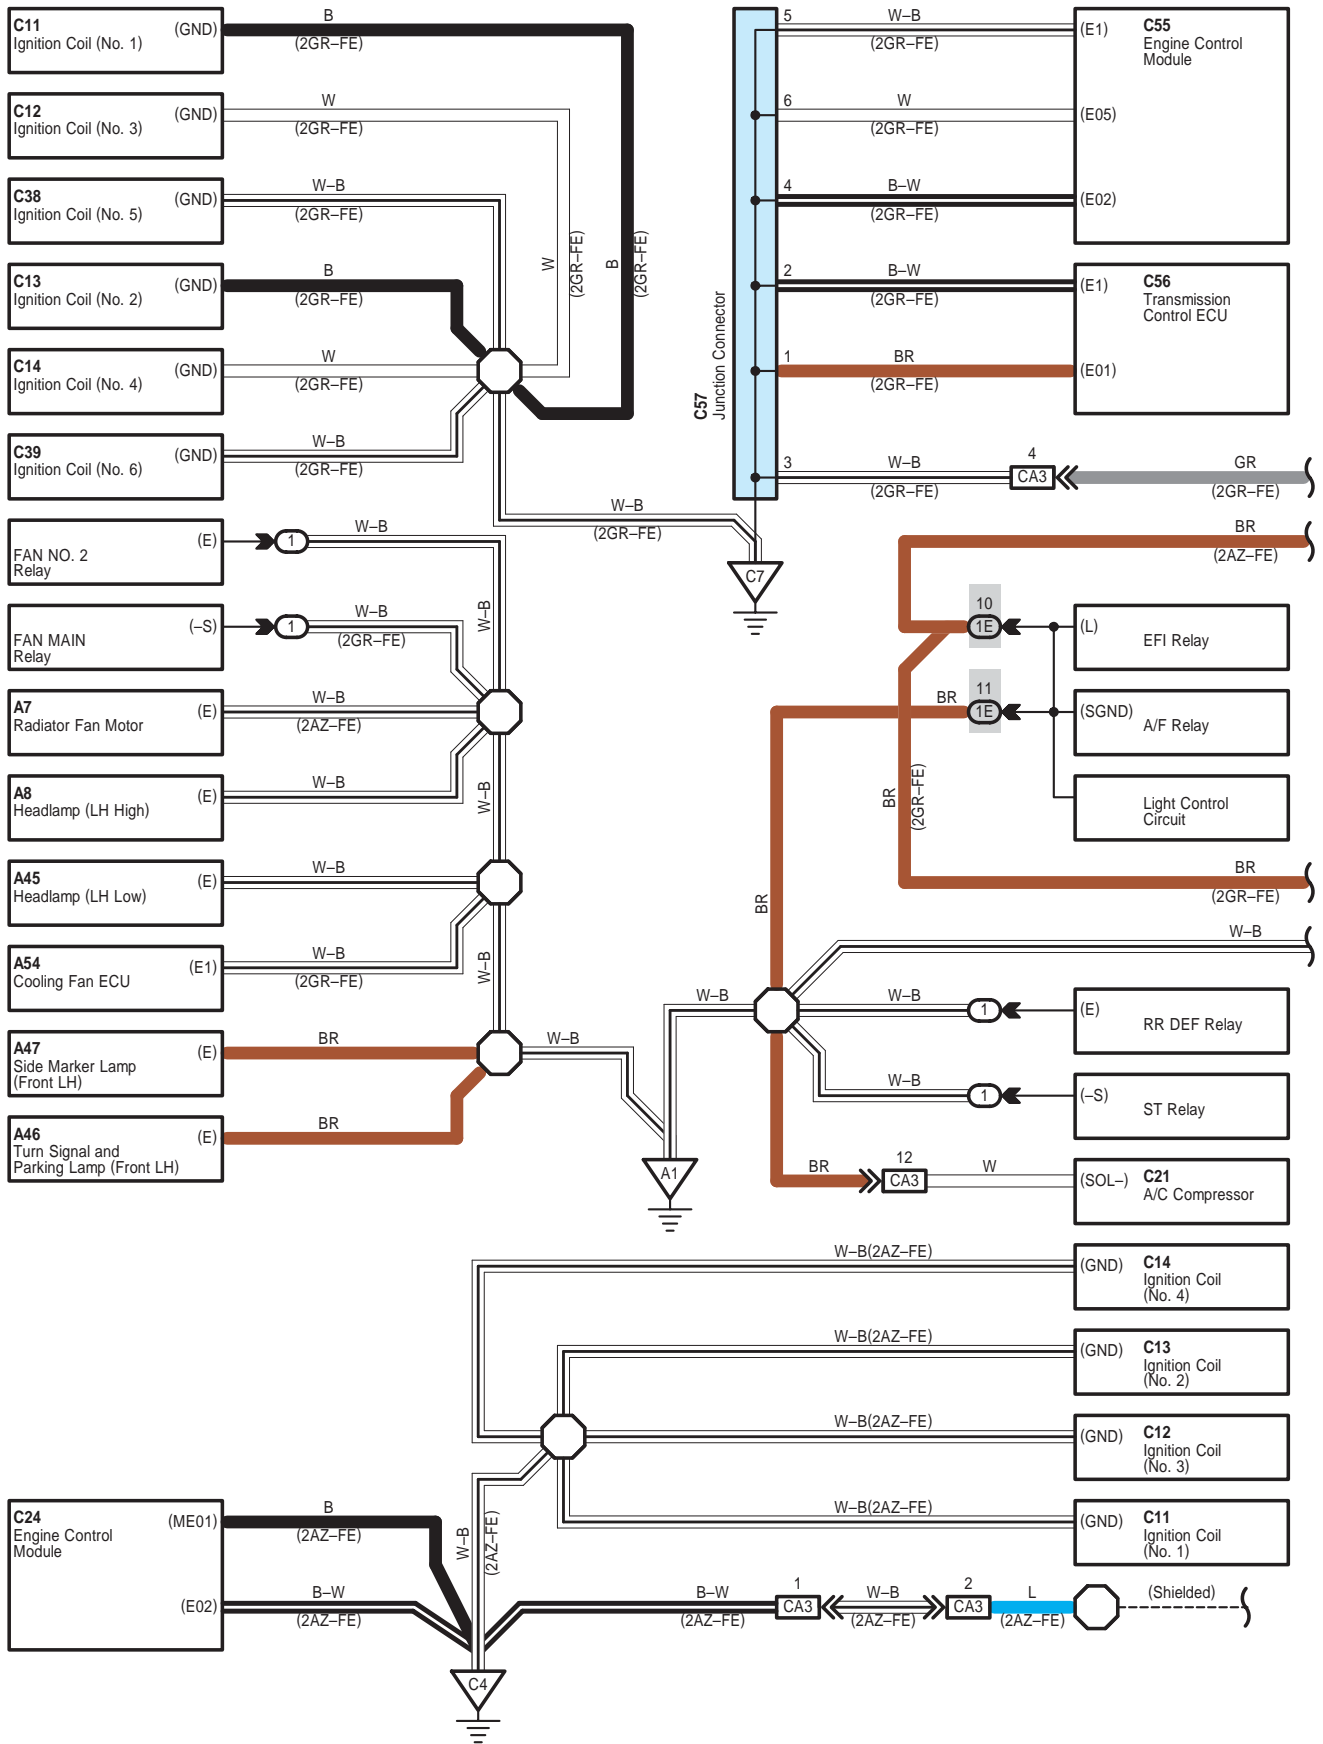 C11
Ignition Coil (No. 1)
(GND)
B
(2GR–FE)
C12
Ignition Coil (No. 3)
(GND)
W
(2GR–FE)
C38
Ignition Coil (No. 5)
(GND)
W–B
(2GR–FE)
C13
Ignition Coil (No. 2)
(GND)
B
(2GR–FE)
C14
Ignition Coil (No. 4)
(GND)
W
(2GR–FE)
C39
Ignition Coil (No. 6)
(GND)
W–B
(2GR–FE)
W
(2GR–FE)
B
(2GR–FE)
W–B
(2GR–FE)
C7
C57
Junction Connector
5
W–B
(2GR–FE)
(E1)
6
W
(2GR–FE)
(E05)
4
B–W
(2GR–FE)
(E02)
C55
Engine Control
Module
2
B–W
(2GR–FE)
(E1)
1
BR
(2GR–FE)
(E01)
C56
Transmission
Control ECU
3
W–B
(2GR–FE)
4
CA3
GR
(2GR–FE)
FAN NO. 2
Relay
(E)
1
W–B
W–B
FAN MAIN
Relay
(–S)
1
W–B
(2GR–FE)
A7
Radiator Fan Motor
(E)
W–B
(2AZ–FE)
A8
Headlamp (LH High)
(E)
W–B
W–B
A45
Headlamp (LH Low)
(E)
W–B
A54
Cooling Fan ECU
(E1)
W–B
(2GR–FE)
W–B
A47
Side Marker Lamp
(Front LH)
(E)
BR
A46
Turn Signal and
Parking Lamp (Front LH)
(E)
BR
W–B
A1
BR
(2AZ–FE)
10
1E
(L)
EFI Relay
11
BR
1E
(SGND)
A/F Relay
Light Control
Circuit
BR
(2GR–FE)
BR
(2GR–FE)
BR
W–B
W–B
W–B
1
(E)
RR DEF Relay
W–B
1
(–S)
ST Relay
BR
12
CA3
W
(SOL–)
C21
A/C Compressor
W–B(2AZ–FE)
(GND)
C14
Ignition Coil
(No. 4)
W–B(2AZ–FE)
(GND)
C13
Ignition Coil
(No. 2)
W–B(2AZ–FE)
(GND)
C12
Ignition Coil
(No. 3)
W–B(2AZ–FE)
(GND)
C11
Ignition Coil
(No. 1)
C24
Engine Control
Module
(ME01)
B
(2AZ–FE)
(E02)
B–W
(2AZ–FE)
W–B
(2AZ–FE)
C4
B–W
(2AZ–FE)
1
CA3
W–B
(2AZ–FE)
2
CA3
L
(2AZ–FE)
(Shielded)